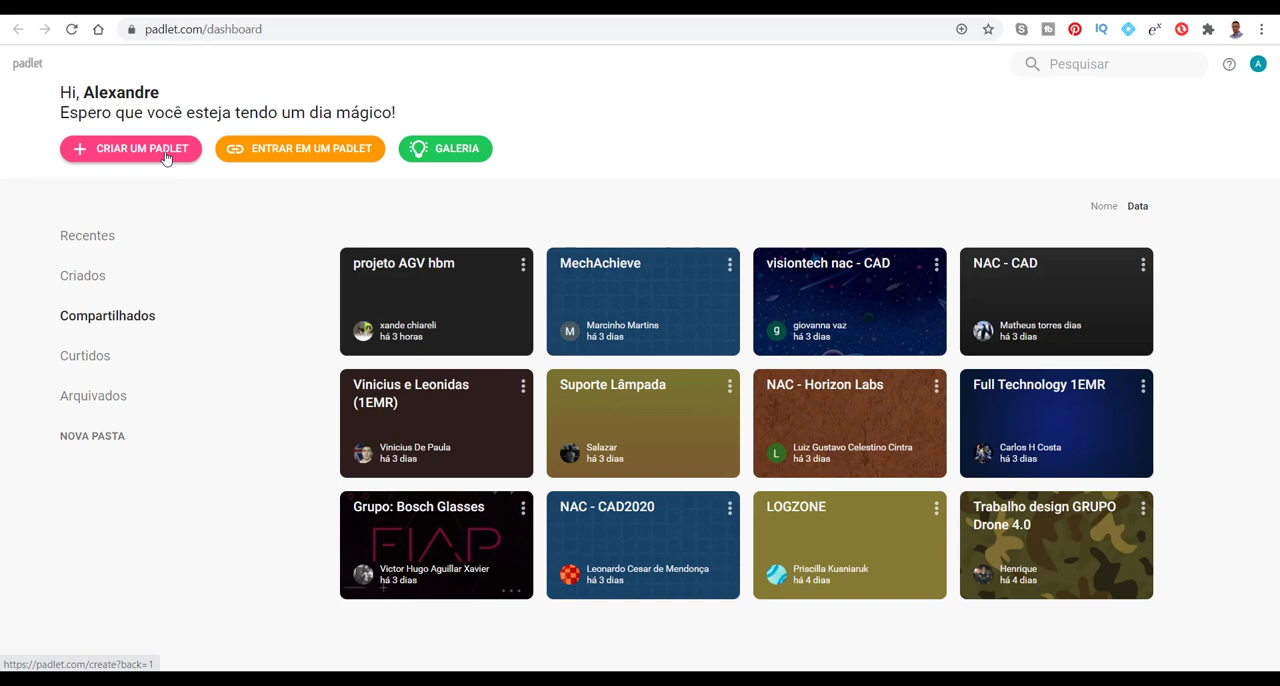 padlet.com/dashboard
padlet
Pesquisar
A
Hi, Alexandre
Espero que você esteja tendo um dia mágico!
CRIAR UM PADLET
ENTRAR EM UM PADLET
GALERIA
Nome Data
Recentes
Criados
Compartilhados
Curtidos
Arquivados
NOVA PASTA
projeto AGV hbm
xande chiareli
há 3 horas
MechAchieve
M
Marcinho Martins
há 3 dias
visiontech nac - CAD
g
giovanna vaz
há 3 dias
NAC - CAD
Matheus torres dias
há 3 dias
Vinicius e Leonidas
(1EMR)
Vinicius De Paula
há 3 dias
Suporte Lâmpada
Salazar
há 3 dias
NAC - Horizon Labs
L
Luiz Gustavo Celestino Cintra
há 3 dias
Full Technology 1EMR
Carlos H Costa
há 3 dias
Grupo: Bosch Glasses
FIAP
Victor Hugo Aguillar Xavier
há 3 dias
NAC - CAD2020
Leonardo Cesar de Mendonça
há 3 dias
LOGZONE
Priscilla Kusniaruk
há 4 dias
Trabalho design GRUPO
Drone 4.0
Henrique
há 4 dias
https://padlet.com/create?back=1